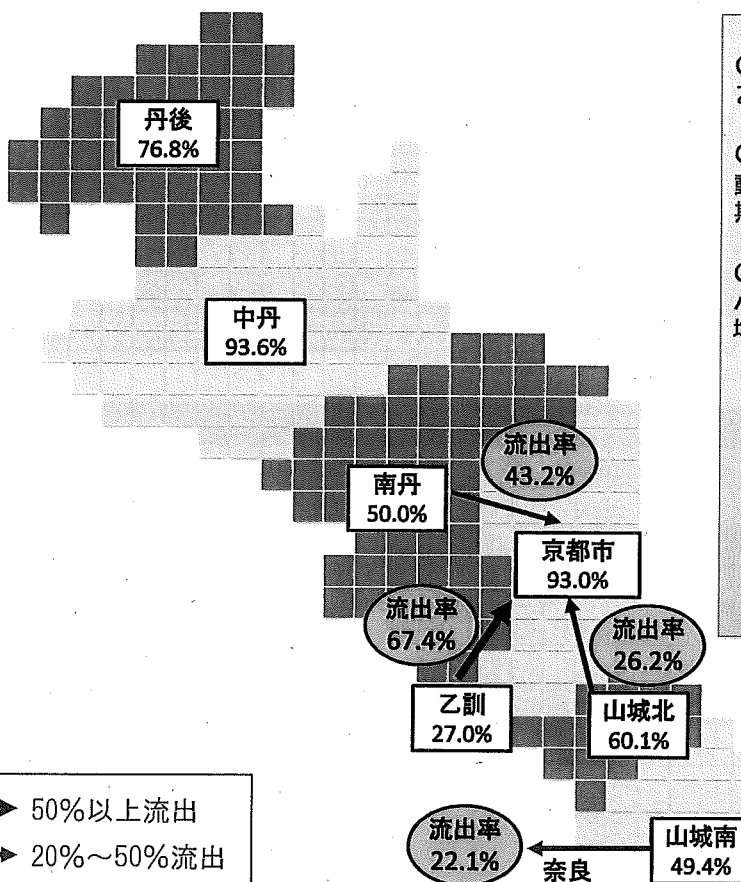 丹後
76.8%
中丹
93.6%
流出率
43.2%
南丹
50.0%
京都市
93.0%
流出率
67.4%
流出率
26.2%
乙訓
27.0%
山城北
60.1%
50%以上流出
20%～50%流出
流出率
22.1%
奈良
山城南
49.4%